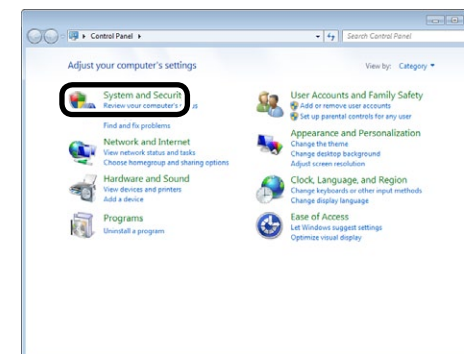 Control Panel
Search Control Panel
Adjust your computer's settings
View by: Category
System and Security
Review your computer's
Find and fix problems
Network and Internet
View network status and tasks
Choose homegroup and sharing options
Hardware and Sound
View devices and printers
Add a device
Programs
Uninstall a program
User Accounts and Family Safety
Add or remove user accounts
Set up parental controls for any user
Appearance and Personalization
Change the theme
Change desktop background
Adjust screen resolution
Clock, Language, and Region
Change keyboards or other input methods
Change display language
Ease of Access
Let Windows suggest settings
Optimize visual display